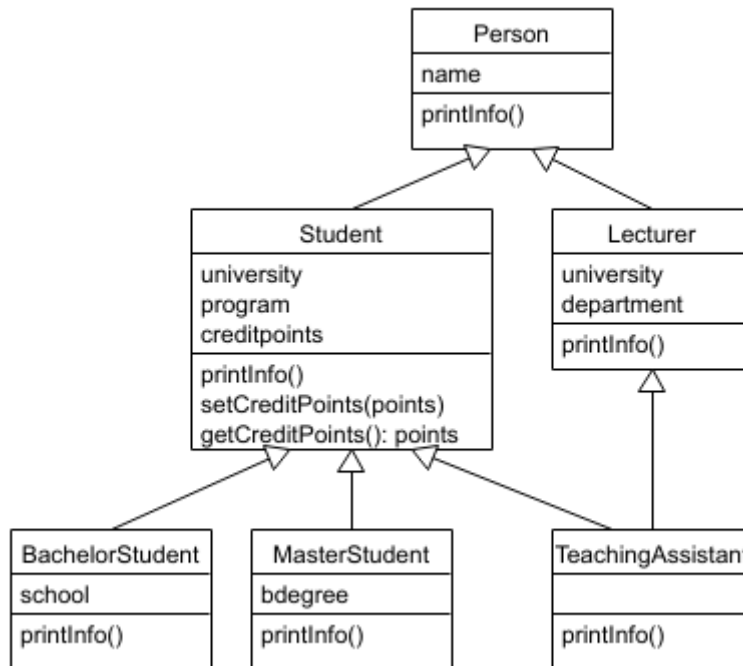 Person
name
printInfo()
Student
university
program
creditpoints
printInfo()
setCreditPoints(points)
getCreditPoints(): points
Lecturer
university
department
printInfo()
BachelorStudent
school
printInfo()
MasterStudent
bdegree
printInfo()
TeachingAssistant
printInfo()